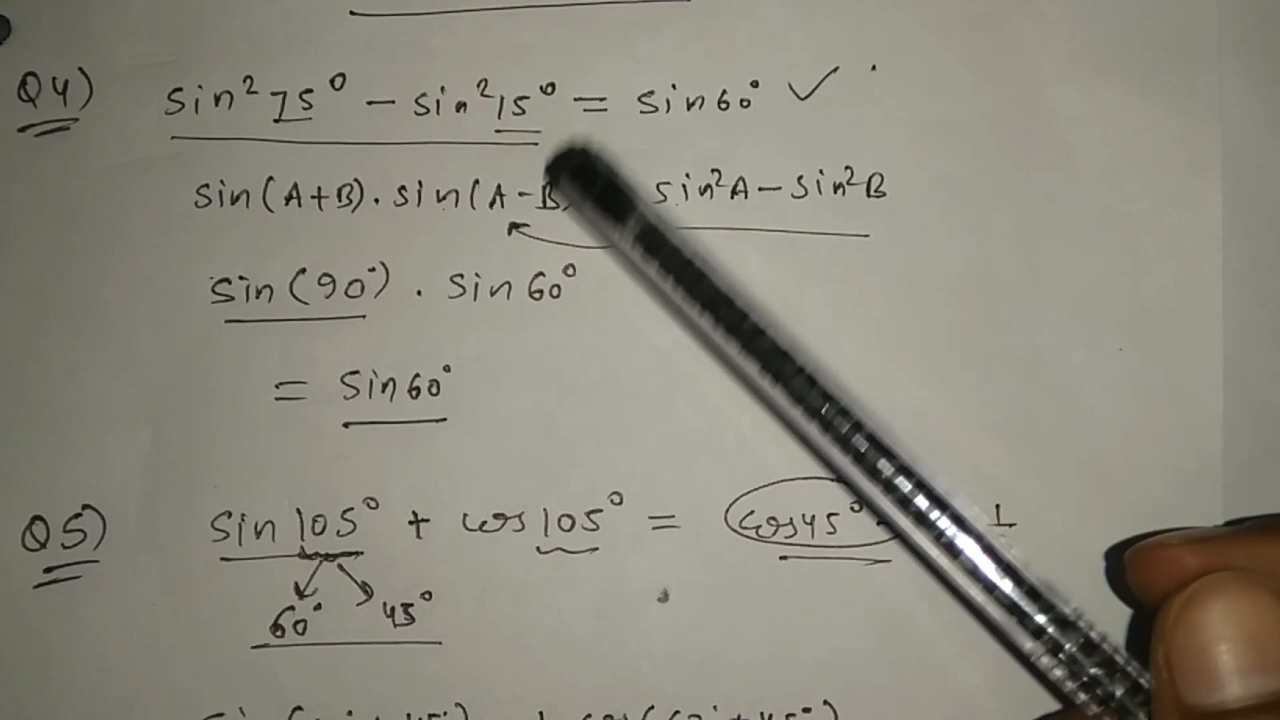 Q4) sin²75° - sin²15° = sin60° ✓
sin(A+B). sin(A-B) sin²A - sin²B
sin(90°). sin60°
= sin60°
Q5) sin105° + cos105° = cos45°
60° 45°